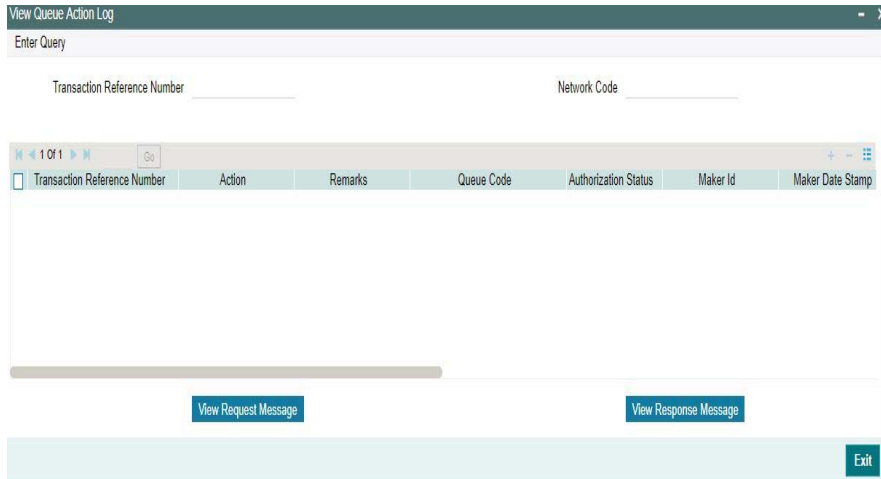 View Queue Action Log
Enter Query
Transaction Reference Number Network Code
1 Of 1 Go
Transaction Reference Number Action Remarks Queue Code Authorization Status Maker Id Maker Date Stamp
View Request Message View Response Message
Exit